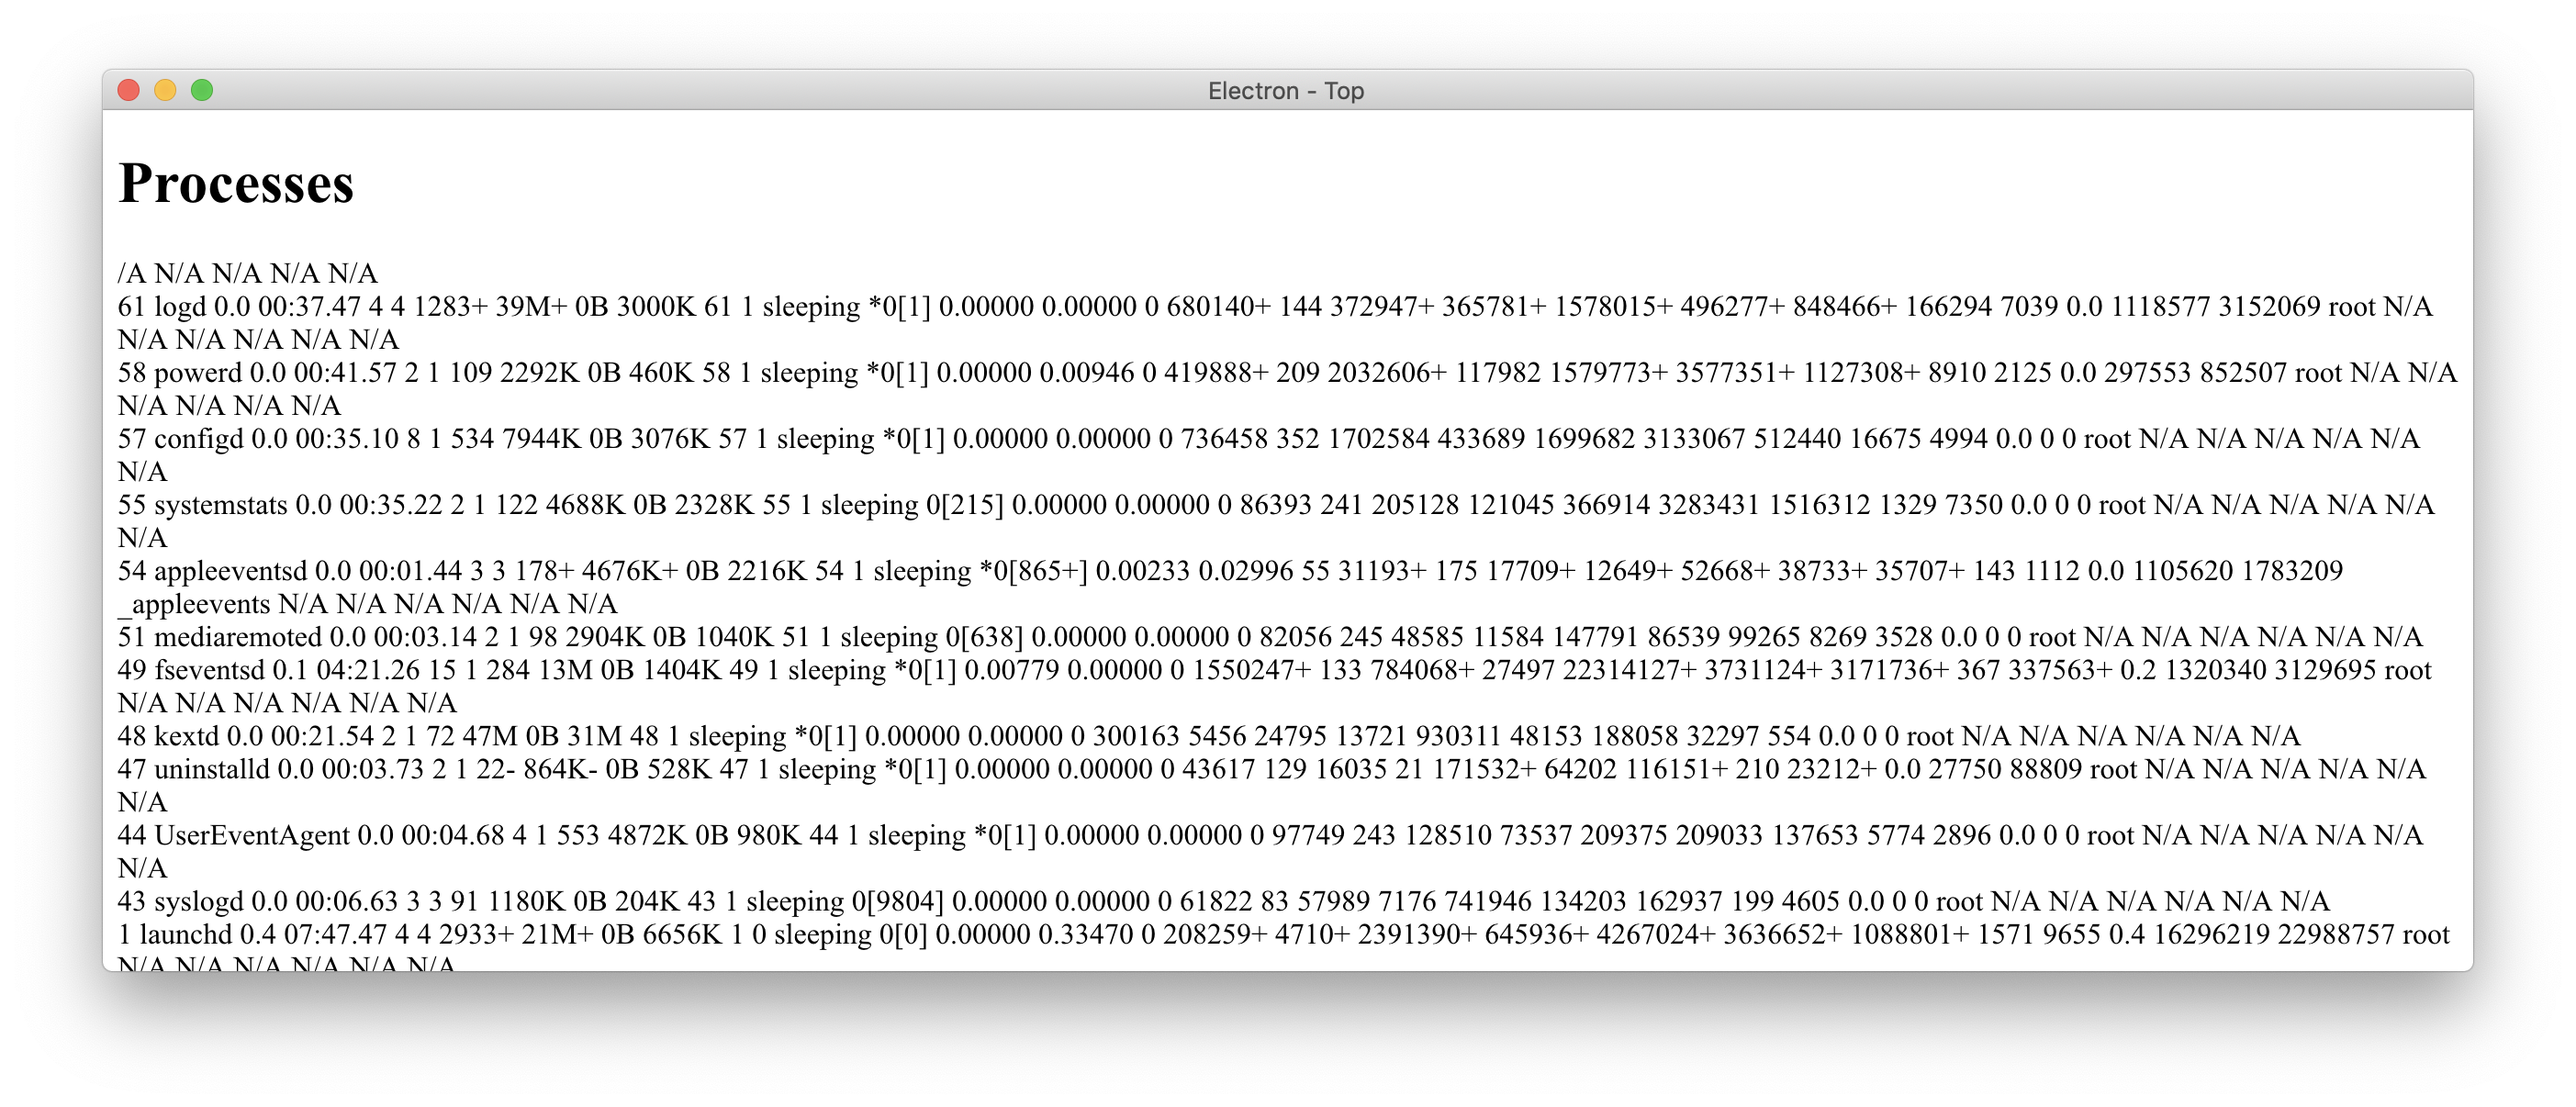 Electron - Top
Processes
/A N/A N/A N/A N/A
61 logd 0.0 00:37.47 4 4 1283+ 39M+ 0B 3000K 61 1 sleeping *0[1] 0.00000 0.00000 0 680140+ 144 372947+ 365781+ 1578015+ 496277+ 848466+ 166294 7039 0.0 1118577 3152069 root N/A
N/A N/A N/A N/A N/A
58 powerd 0.0 00:41.57 2 1 109 2292K 0B 460K 58 1 sleeping *0[1] 0.00000 0.00946 0 419888+ 209 2032606+ 117982 1579773+ 3577351+ 1127308+ 8910 2125 0.0 297553 852507 root N/A N/A
N/A N/A N/A N/A
57 configd 0.0 00:35.10 8 1 534 7944K 0B 3076K 57 1 sleeping *0[1] 0.00000 0.00000 0 736458 352 1702584 433689 1699682 3133067 512440 16675 4994 0.0 0 0 root N/A N/A N/A N/A N/A
N/A
55 systemstats 0.0 00:35.22 2 1 122 4688K 0B 2328K 55 1 sleeping 0[215] 0.00000 0.00000 0 86393 241 205128 121045 366914 3283431 1516312 1329 7350 0.0 0 0 root N/A N/A N/A N/A N/A
N/A
54 appleeventsd 0.0 00:01.44 3 3 178+ 4676K+ 0B 2216K 54 1 sleeping *0[865+] 0.00233 0.02996 55 31193+ 175 17709+ 12649+ 52668+ 38733+ 35707+ 143 1112 0.0 1105620 1783209
_appleevents N/A N/A N/A N/A N/A N/A
51 mediaremoted 0.0 00:03.14 2 1 98 2904K 0B 1040K 51 1 sleeping 0[638] 0.00000 0.00000 0 82056 245 48585 11584 147791 86539 99265 8269 3528 0.0 0 0 root N/A N/A N/A N/A N/A N/A
49 fseventsd 0.1 04:21.26 15 1 284 13M 0B 1404K 49 1 sleeping *0[1] 0.00779 0.00000 0 1550247+ 133 784068+ 27497 22314127+ 3731124+ 3171736+ 367 337563+ 0.2 1320340 3129695 root
N/A N/A N/A N/A N/A N/A
48 kextd 0.0 00:21.54 2 1 72 47M 0B 31M 48 1 sleeping *0[1] 0.00000 0.00000 0 300163 5456 24795 13721 930311 48153 188058 32297 554 0.0 0 0 root N/A N/A N/A N/A N/A N/A
47 uninstalld 0.0 00:03.73 2 1 22- 864K- 0B 528K 47 1 sleeping *0[1] 0.00000 0.00000 0 43617 129 16035 21 171532+ 64202 116151+ 210 23212+ 0.0 27750 88809 root N/A N/A N/A N/A N/A
N/A
44 UserEventAgent 0.0 00:04.68 4 1 553 4872K 0B 980K 44 1 sleeping *0[1] 0.00000 0.00000 0 97749 243 128510 73537 209375 209033 137653 5774 2896 0.0 0 0 root N/A N/A N/A N/A N/A
N/A
43 syslogd 0.0 00:06.63 3 3 91 1180K 0B 204K 43 1 sleeping 0[9804] 0.00000 0.00000 0 61822 83 57989 7176 741946 134203 162937 199 4605 0.0 0 0 root N/A N/A N/A N/A N/A N/A
1 launchd 0.4 07:47.47 4 4 2933+ 21M+ 0B 6656K 1 0 sleeping 0[0] 0.00000 0.33470 0 208259+ 4710+ 2391390+ 645936+ 4267024+ 3636652+ 1088801+ 1571 9655 0.4 16296219 22988757 root
N/A N/A N/A N/A N/A N/A